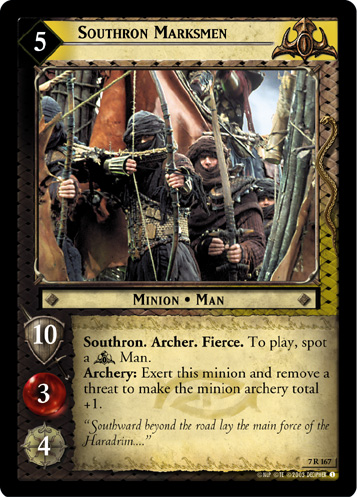 5
SOUTHRON MARKSMEN
MINION • MAN
10
3
4
Southron. Archer. Fierce. To play, spot
a Man.
Archery: Exert this minion and remove a
threat to make the minion archery total
+1.
"Southward beyond the road lay the main force of the
Haradrim...."
7 R 167